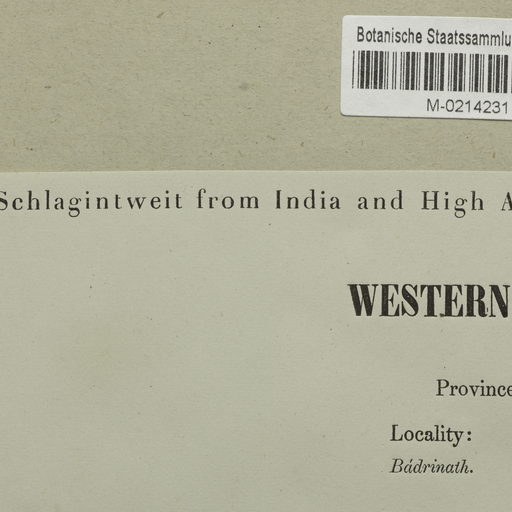 Botanische Staatssammlu
M-0214231
Schlagintweit from India and High A
WESTERN
Province
Locality:
Bádrinath.